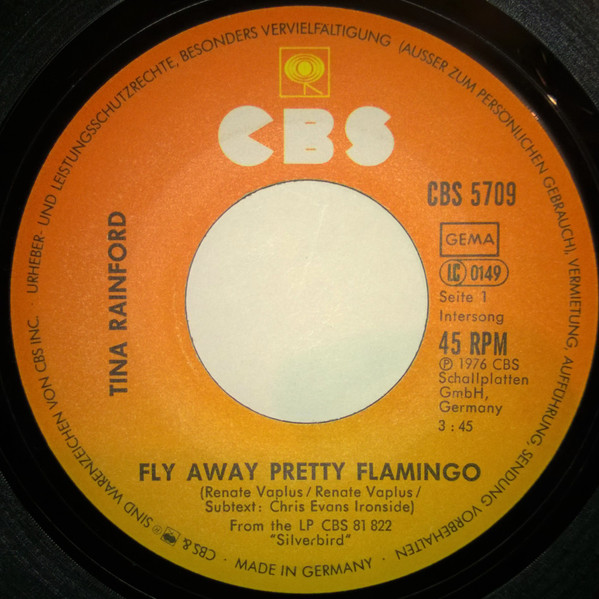 URHEBER- UND LEISTUNGSSCHUTZRECHTE, BESONDERS VERVIELFÄLTIGUNG (AUSSER ZUM PERSÖNLICHEN GEBRAUCH), VERMIETUNG, AUFFÜHRUNG, SENDUNG VORBEHALTEN
CBS
CBS 5709
GEMA
LC 0149
Seite 1
Intersong
45 RPM
℗ 1976 CBS
Schallplatten
GmbH,
Germany
3 : 45
TINA RAINFORD
FLY AWAY PRETTY FLAMINGO
(Renate Vaplus/Renate Vaplus/
Subtext: Chris Evans Ironside)
From the LP CBS 81 822
"Silverbird"
· MADE IN GERMANY ·
CBS & ® SIND WARENZEICHEN VON CBS INC.